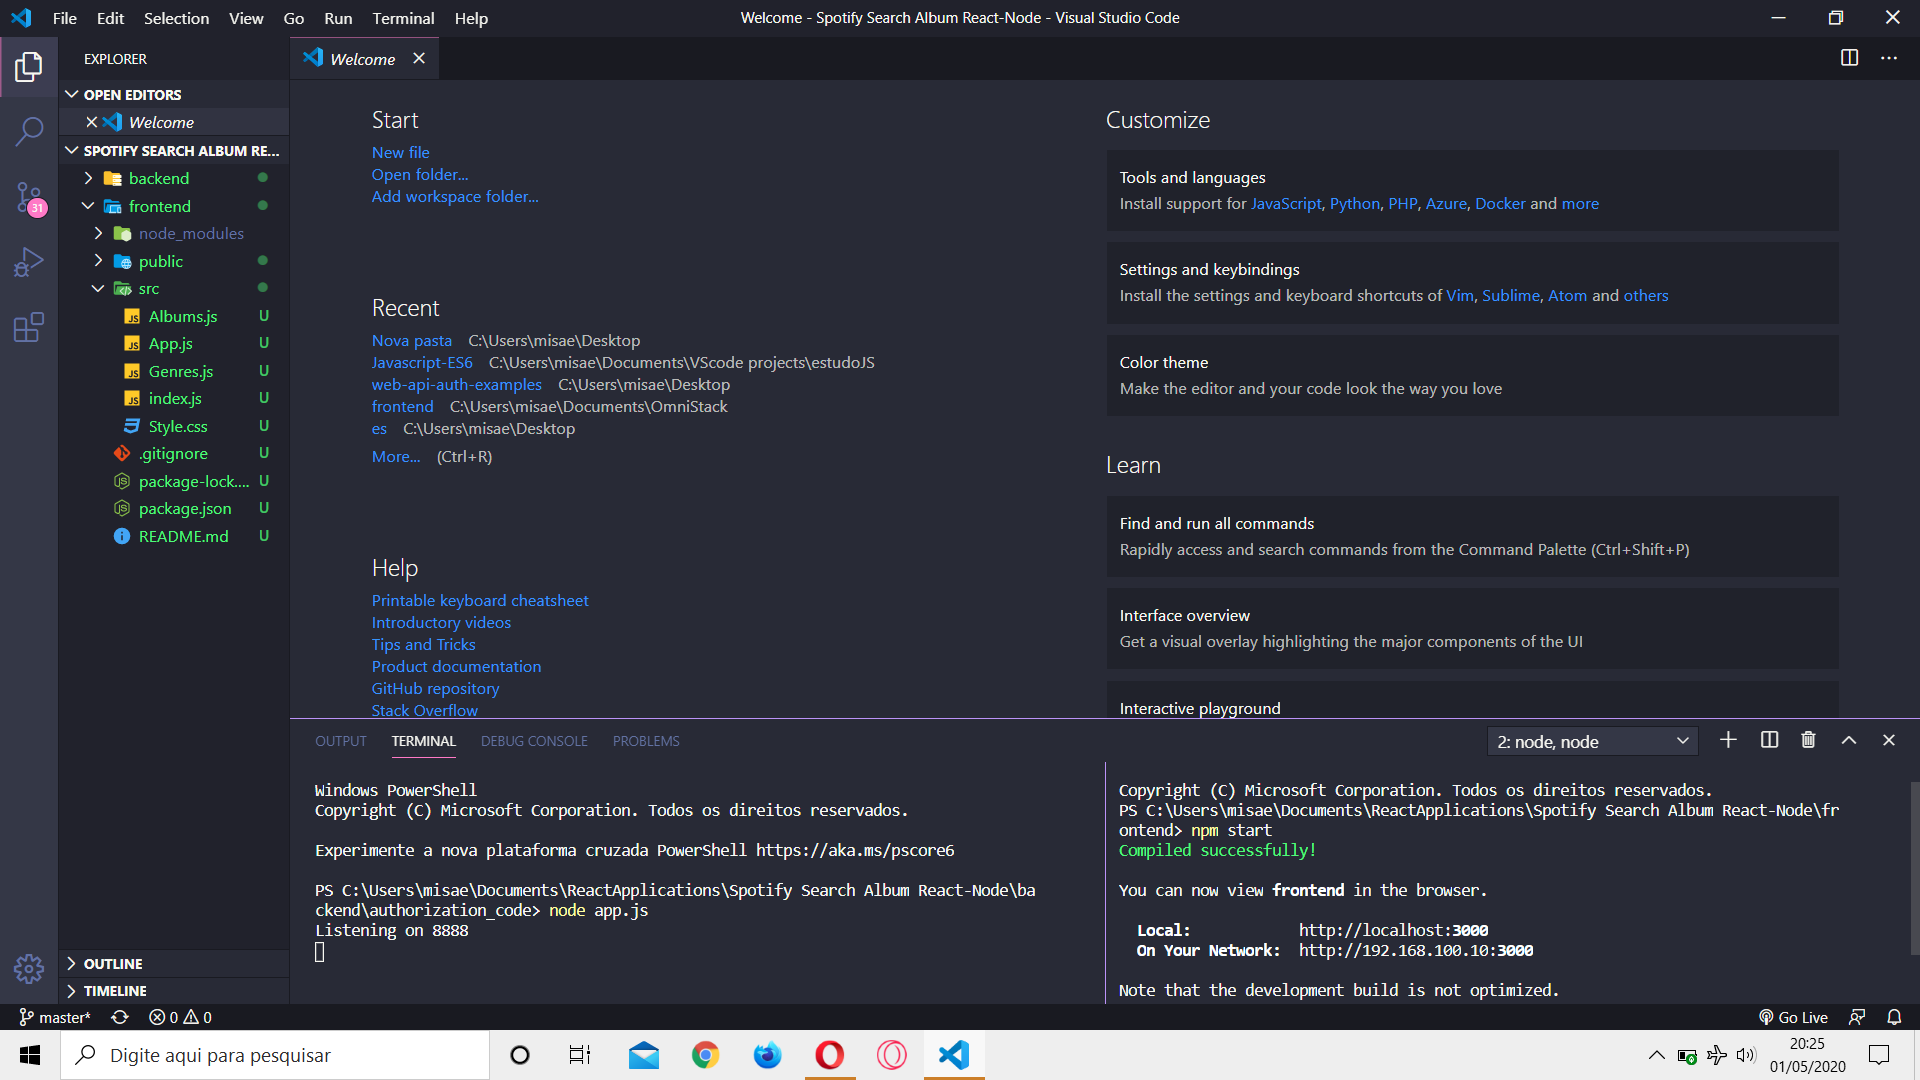 File Edit Selection View Go Run Terminal Help
Welcome - Spotify Search Album React-Node - Visual Studio Code
EXPLORER
Welcome
OPEN EDITORS
Welcome
SPOTIFY SEARCH ALBUM RE...
backend
frontend
node_modules
public
src
Albums.js U
App.js U
Genres.js U
index.js U
Style.css U
.gitignore U
package-lock.... U
package.json U
README.md U
31
OUTLINE
TIMELINE
Start
New file
Open folder...
Add workspace folder...
Recent
Nova pasta C:\Users\misae\Desktop
Javascript-ES6 C:\Users\misae\Documents\VScode projects\estudoJS
web-api-auth-examples C:\Users\misae\Desktop
frontend C:\Users\misae\Documents\OmniStack
es C:\Users\misae\Desktop
More... (Ctrl+R)
Help
Printable keyboard cheatsheet
Introductory videos
Tips and Tricks
Product documentation
GitHub repository
Stack Overflow
Customize
Tools and languages
Install support for JavaScript, Python, PHP, Azure, Docker and more
Settings and keybindings
Install the settings and keyboard shortcuts of Vim, Sublime, Atom and others
Color theme
Make the editor and your code look the way you love
Learn
Find and run all commands
Rapidly access and search commands from the Command Palette (Ctrl+Shift+P)
Interface overview
Get a visual overlay highlighting the major components of the UI
Interactive playground
OUTPUT TERMINAL DEBUG CONSOLE PROBLEMS
2: node, node
Windows PowerShell
Copyright (C) Microsoft Corporation. Todos os direitos reservados.
Experimente a nova plataforma cruzada PowerShell https://aka.ms/pscore6
PS C:\Users\misae\Documents\ReactApplications\Spotify Search Album React-Node\ba
ckend\authorization_code> node app.js
Listening on 8888
Copyright (C) Microsoft Corporation. Todos os direitos reservados.
PS C:\Users\misae\Documents\ReactApplications\Spotify Search Album React-Node\fr
ontend> npm start
Compiled successfully!
You can now view frontend in the browser.
Local: http://localhost:3000
On Your Network: http://192.168.100.10:3000
Note that the development build is not optimized.
master* 0 0
Go Live
Digite aqui para pesquisar
20:25
01/05/2020